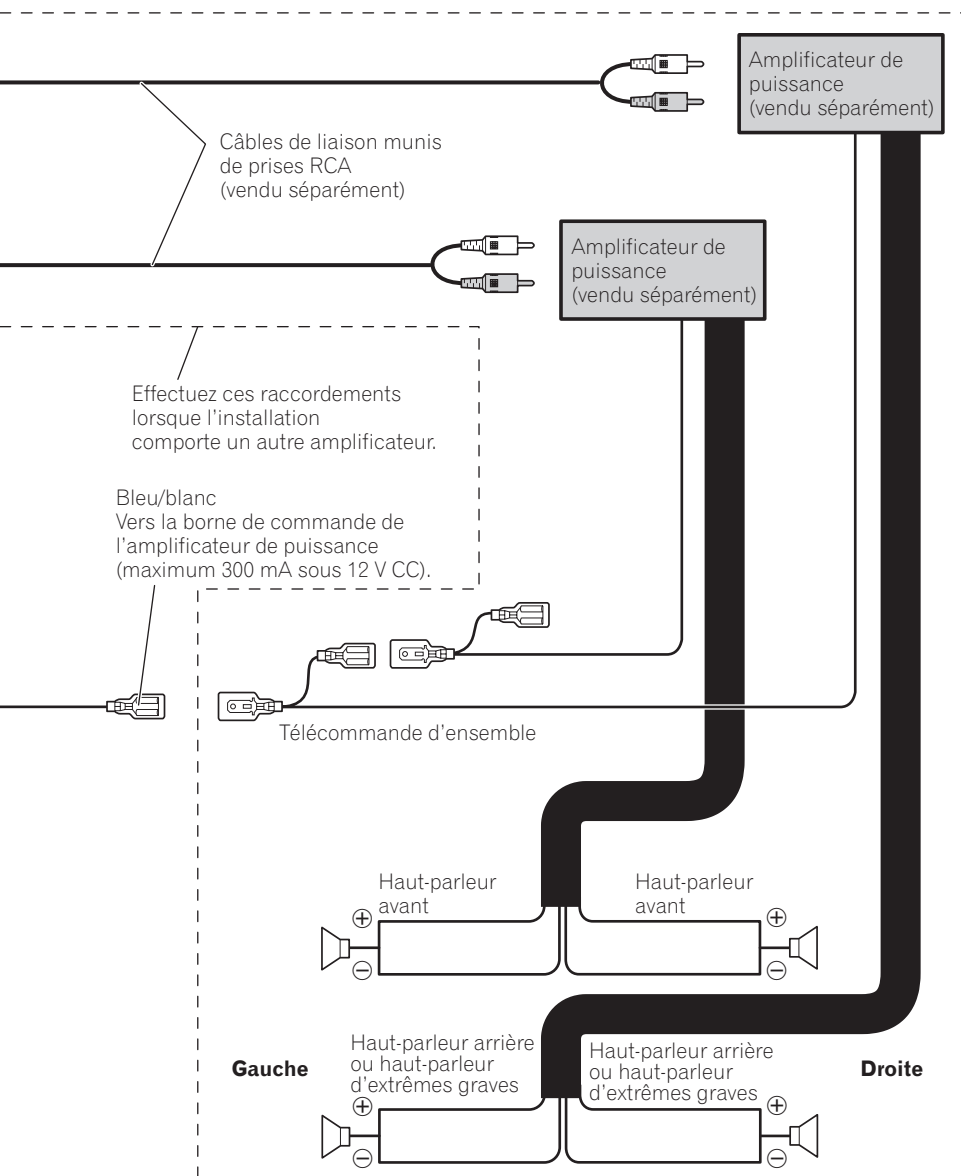 Amplificateur de
puissance
(vendu séparément)
Câbles de liaison munis
de prises RCA
(vendu séparément)
Amplificateur de
puissance
(vendu séparément)
Effectuez ces raccordements
lorsque l'installation
comporte un autre amplificateur.
Bleu/blanc
Vers la borne de commande de
l'amplificateur de puissance
(maximum 300 mA sous 12 V CC).
Télécommande d'ensemble
Haut-parleur
avant
Haut-parleur
avant
+
+
−
−
Gauche
Haut-parleur arrière
ou haut-parleur
d'extrêmes graves
Haut-parleur arrière
ou haut-parleur
d'extrêmes graves
Droite
+
+
−
−